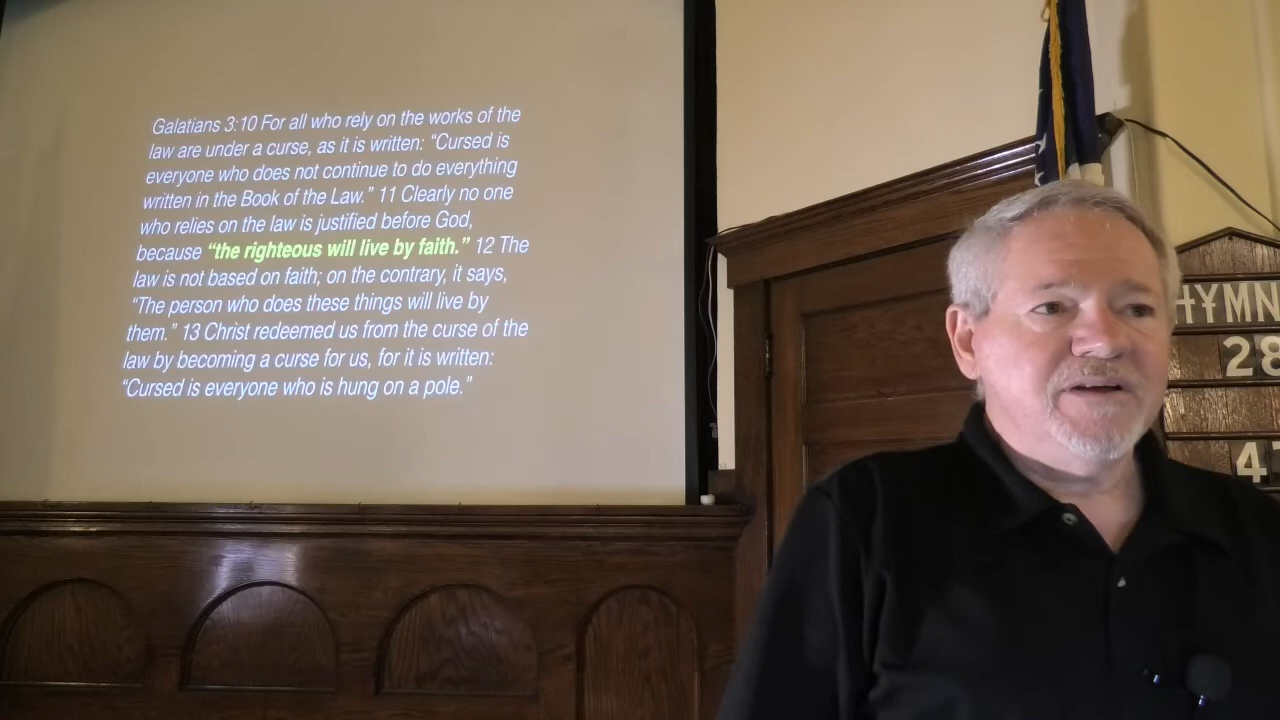 Galatians 3:10 For all who rely on the works of the
law are under a curse, as it is written: “Cursed is
everyone who does not continue to do everything
written in the Book of the Law.” 11 Clearly no one
who relies on the law is justified before God,
because “the righteous will live by faith.” 12 The
law is not based on faith; on the contrary, it says,
“The person who does these things will live by
them.” 13 Christ redeemed us from the curse of the
law by becoming a curse for us, for it is written:
“Cursed is everyone who is hung on a pole.”
HYMN
28
4